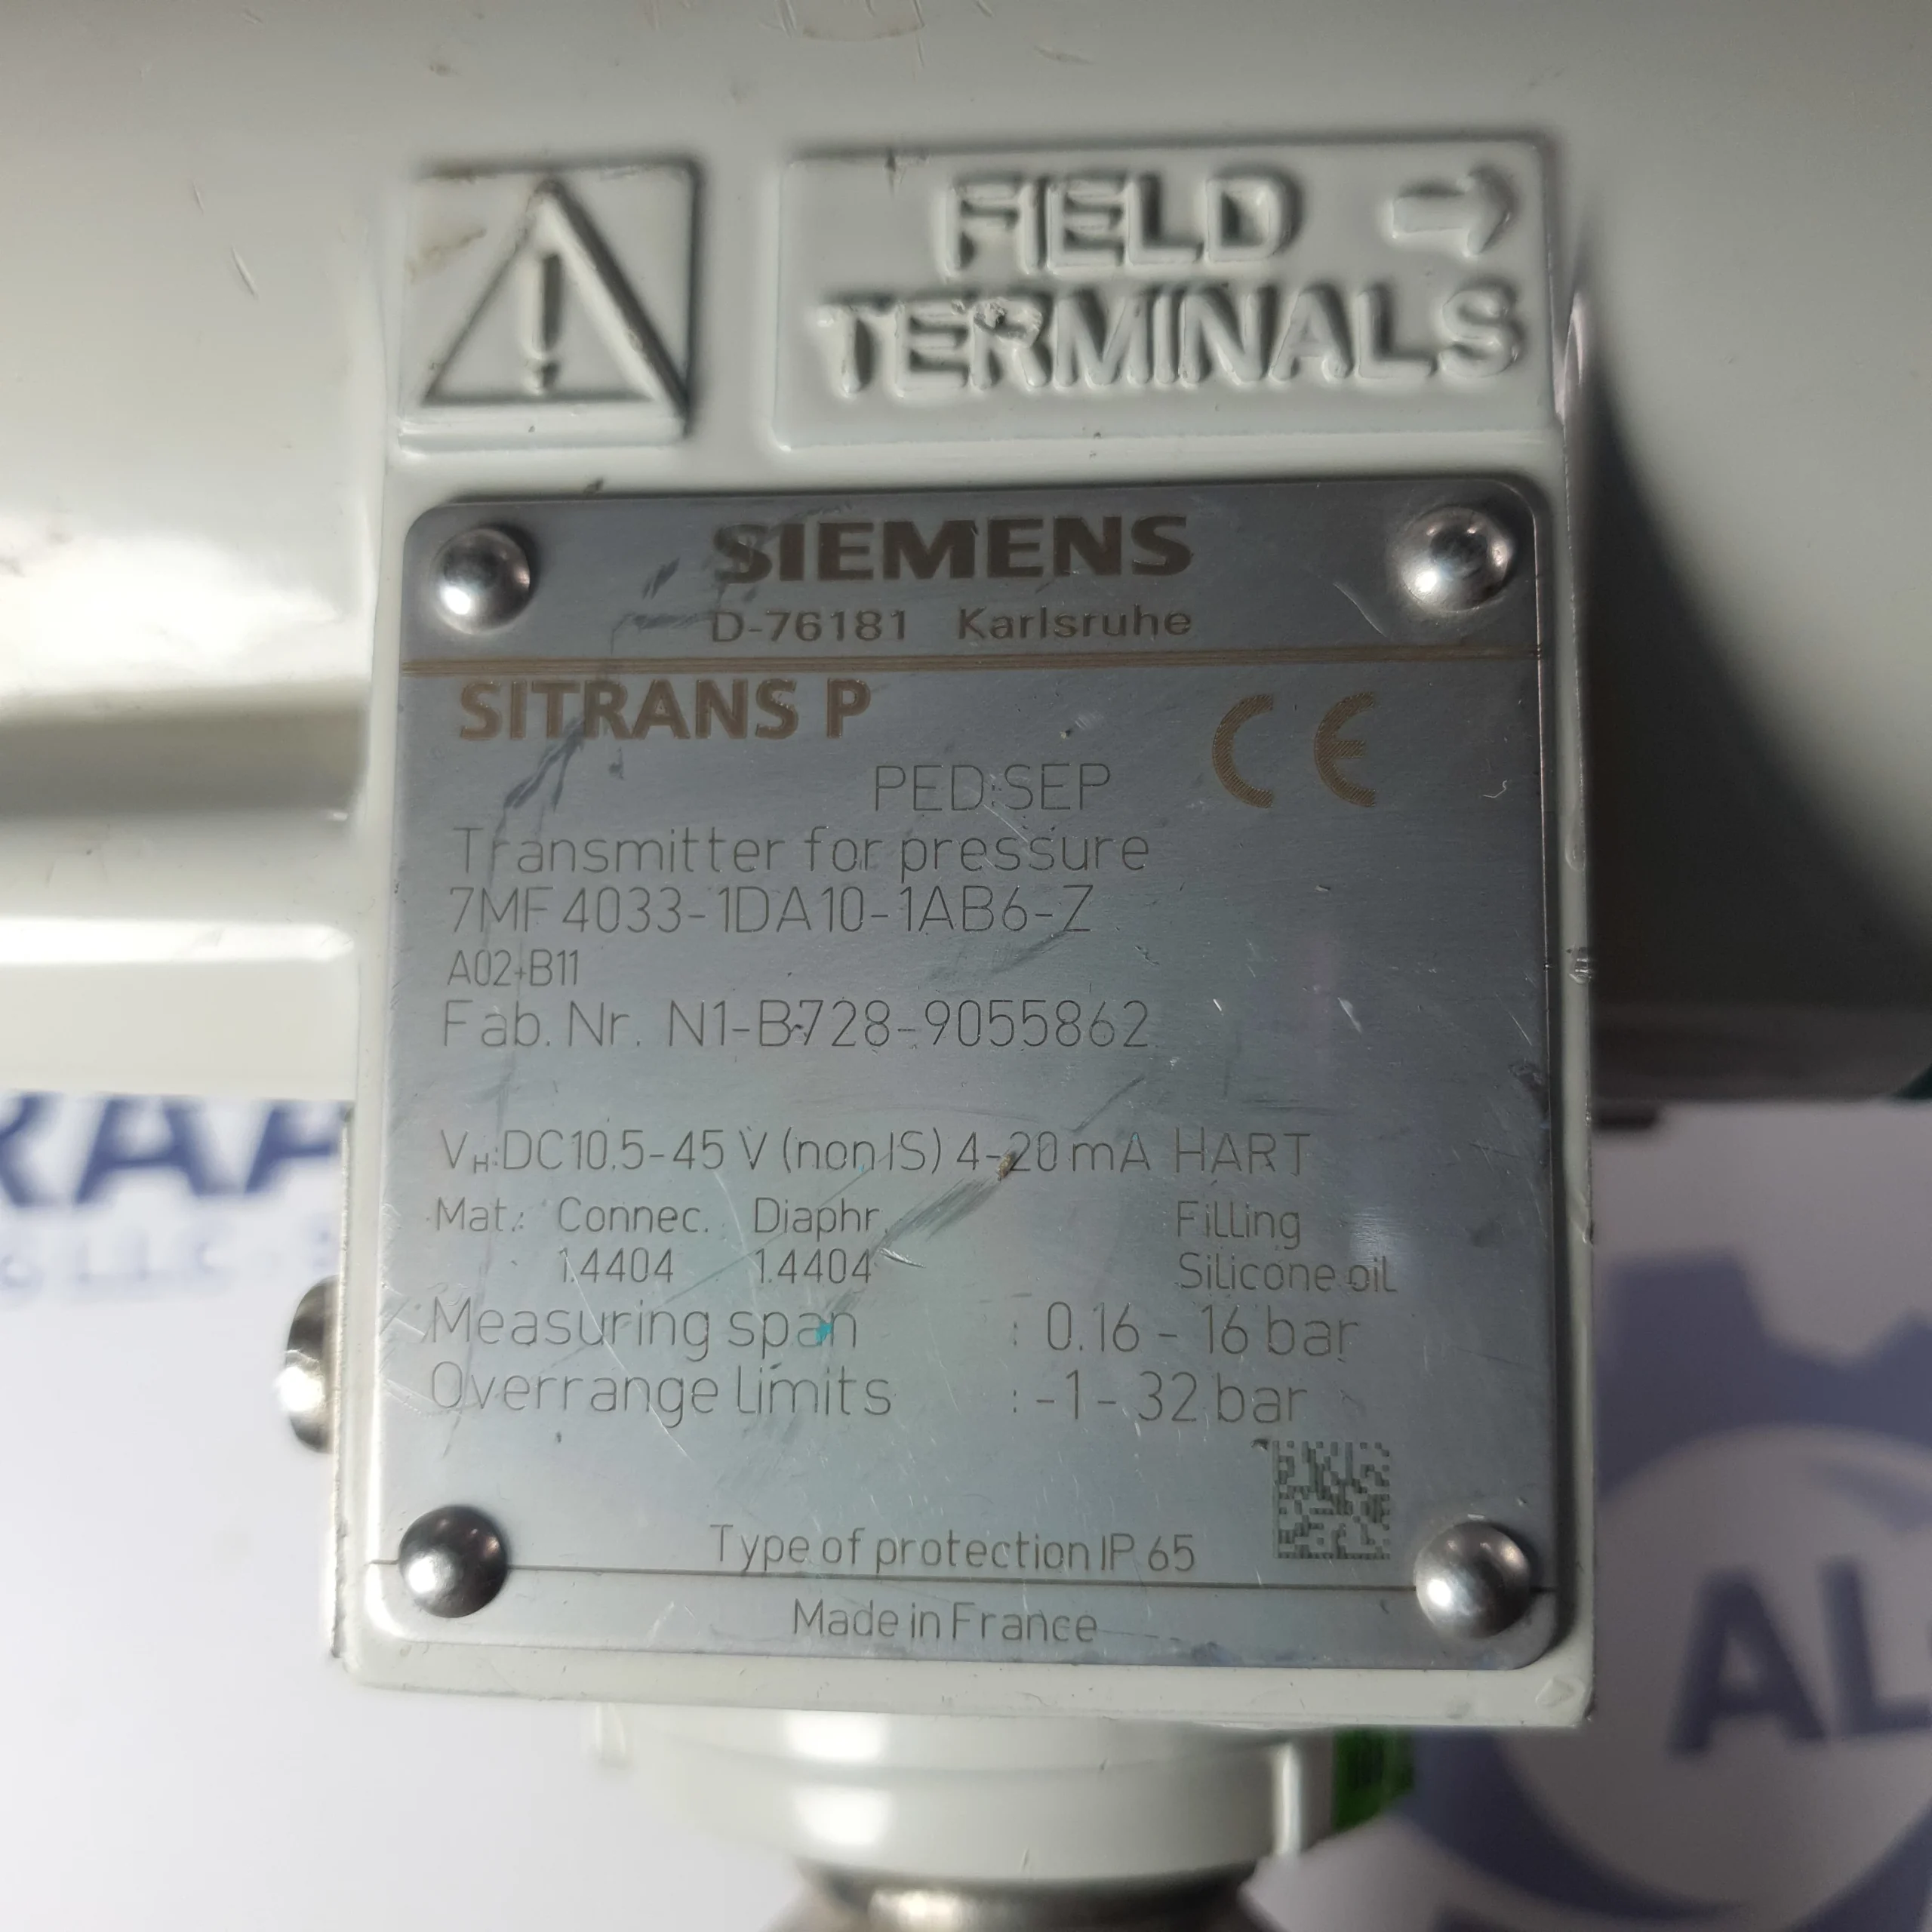 FIELD →
TERMINALS
SIEMENS
D-76181 Karlsruhe
SITRANS P
CE
PED:SEP
Transmitter for pressure
7MF4033-1DA10-1AB6-Z
A02+B11
Fab. Nr. N1-B728-9055862
VH:DC10.5-45 V (non IS) 4-20 mA HART
Mat.: Connec. Diaphr. Filling
1.4404 1.4404 Silicone oil
Measuring span : 0.16 - 16 bar
Overrange limits : -1 - 32 bar
Type of protection IP 65
Made in France